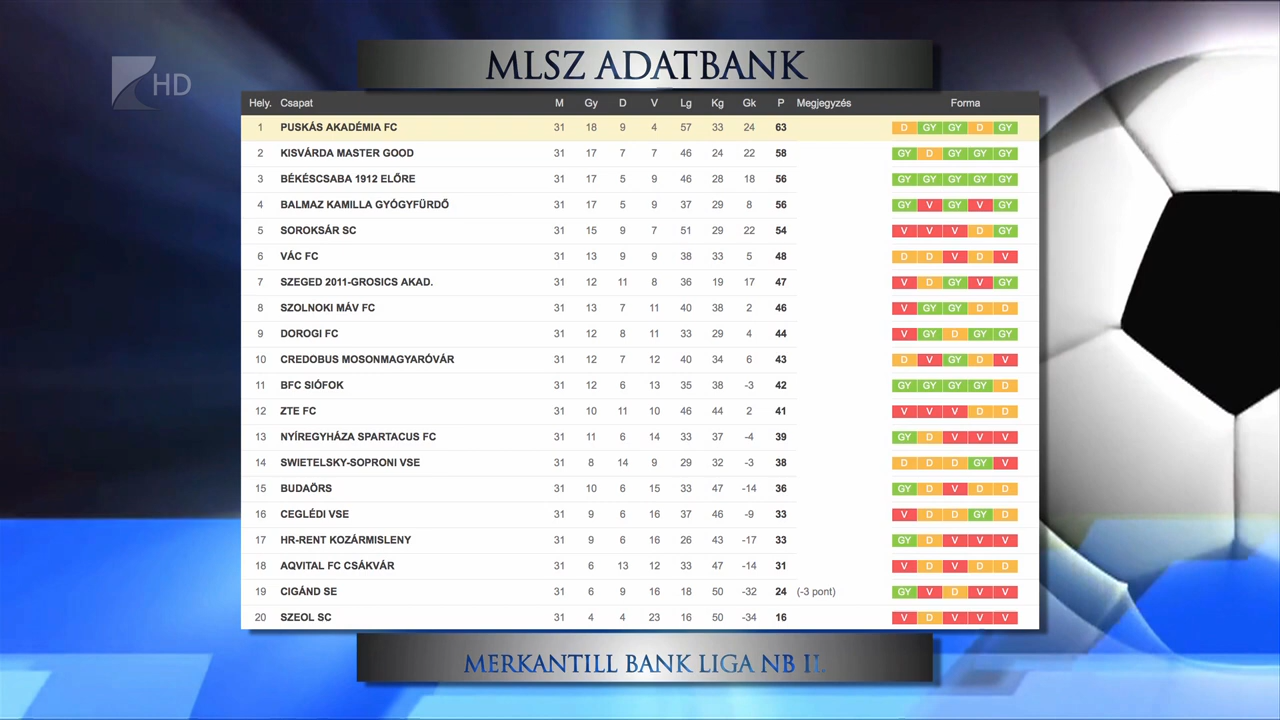 MLSZ ADATBANK
HD
Hely. Csapat M Gy D V Lg Kg Gk P Megjegyzés Forma
1 PUSKÁS AKADÉMIA FC 31 18 9 4 57 33 24 63 D GY GY D GY
2 KISVÁRDA MASTER GOOD 31 17 7 7 46 24 22 58 GY D GY GY GY
3 BÉKÉSCSABA 1912 ELŐRE 31 17 5 9 46 28 18 56 GY GY GY GY GY
4 BALMAZ KAMILLA GYÓGYFÜRDŐ 31 17 5 9 37 29 8 56 GY V GY V GY
5 SOROKSÁR SC 31 15 9 7 51 29 22 54 V V V D GY
6 VÁC FC 31 13 9 9 38 33 5 48 D D V D V
7 SZEGED 2011-GROSICS AKAD. 31 12 11 8 36 19 17 47 V D GY V GY
8 SZOLNOKI MÁV FC 31 13 7 11 40 38 2 46 V GY GY D D
9 DOROGI FC 31 12 8 11 33 29 4 44 V GY D GY GY
10 CREDOBUS MOSONMAGYARÓVÁR 31 12 7 12 40 34 6 43 D V GY D V
11 BFC SIÓFOK 31 12 6 13 35 38 -3 42 GY GY GY GY D
12 ZTE FC 31 10 11 10 46 44 2 41 V V V D D
13 NYÍREGYHÁZA SPARTACUS FC 31 11 6 14 33 37 -4 39 GY D V V V
14 SWIETELSKY-SOPRONI VSE 31 8 14 9 29 32 -3 38 D D D GY V
15 BUDAÖRS 31 10 6 15 33 47 -14 36 GY D V D D
16 CEGLÉDI VSE 31 9 6 16 37 46 -9 33 V D D GY D
17 HR-RENT KOZÁRMISLENY 31 9 6 16 26 43 -17 33 GY D V V V
18 AQVITAL FC CSÁKVÁR 31 6 13 12 33 47 -14 31 V D V D D
19 CIGÁND SE 31 6 9 16 18 50 -32 24 (-3 pont) GY V D V V
20 SZEOL SC 31 4 4 23 16 50 -34 16 V D V V V
MERKANTILL BANK LIGA NB II.